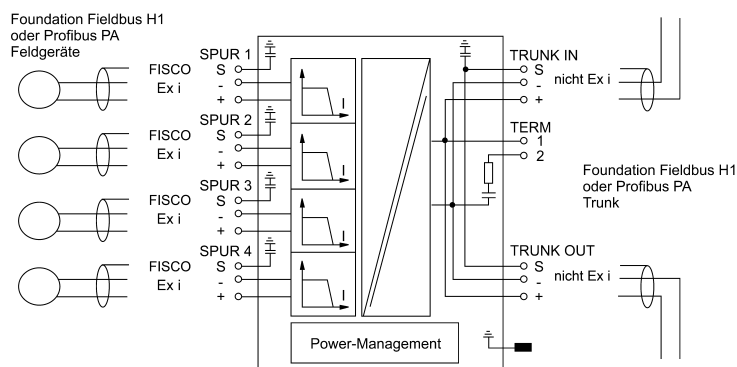 Foundation Fieldbus H1
oder Profibus PA
Feldgeräte
SPUR 1
FISCO
Ex i
S
-
+
I
SPUR 2
FISCO
Ex i
S
-
+
I
SPUR 3
FISCO
Ex i
S
-
+
I
SPUR 4
FISCO
Ex i
S
-
+
I
Power-Management
TRUNK IN
S
-
+
nicht Ex i
TERM
1
2
Foundation Fieldbus H1
oder Profibus PA
Trunk
TRUNK OUT
S
-
+
nicht Ex i